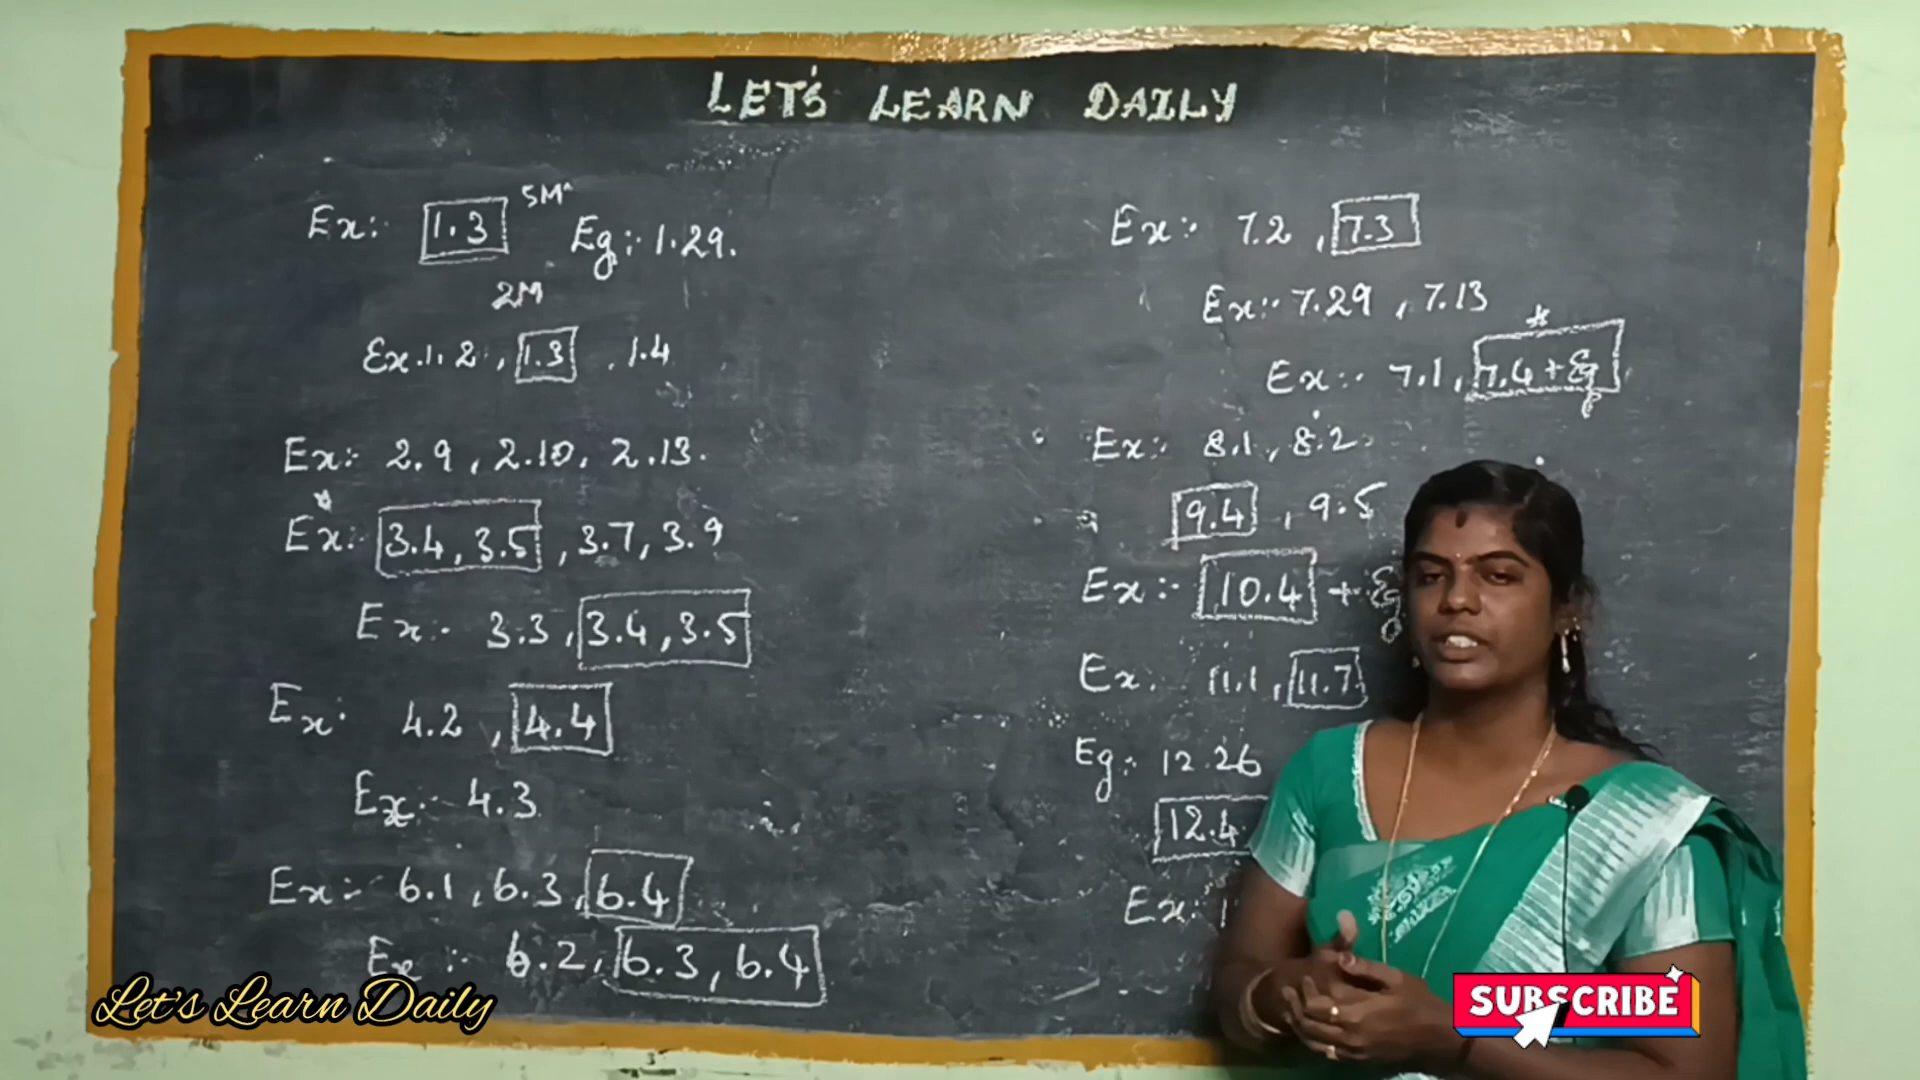 LET'S LEARN DAILY
5M
Ex:- 1.3 Eg:- 1.29.
2M
Ex. 1.2, 1.3, 1.4
Ex:- 2.9, 2.10, 2.13.
Ex: 3.4, 3.5, 3.7, 3.9
Ex:- 3.3, 3.4, 3.5
Ex: 4.2, 4.4
Ex:- 4.3
Ex:- 6.1, 6.3, 6.4
Ex:- 6.2, 6.3, 6.4
Ex:- 7.2, 7.3
Ex:- 7.29, 7.13
Ex:- 7.1, 7.4 + Eg
Ex:- 8.1, 8.2
9.4, 9.5
Ex:- 10.4 + Eg
Ex. 11.1, 11.7
Eg:- 12.26
12.4
Ex:
Let's Learn Daily
SUBSCRIBE